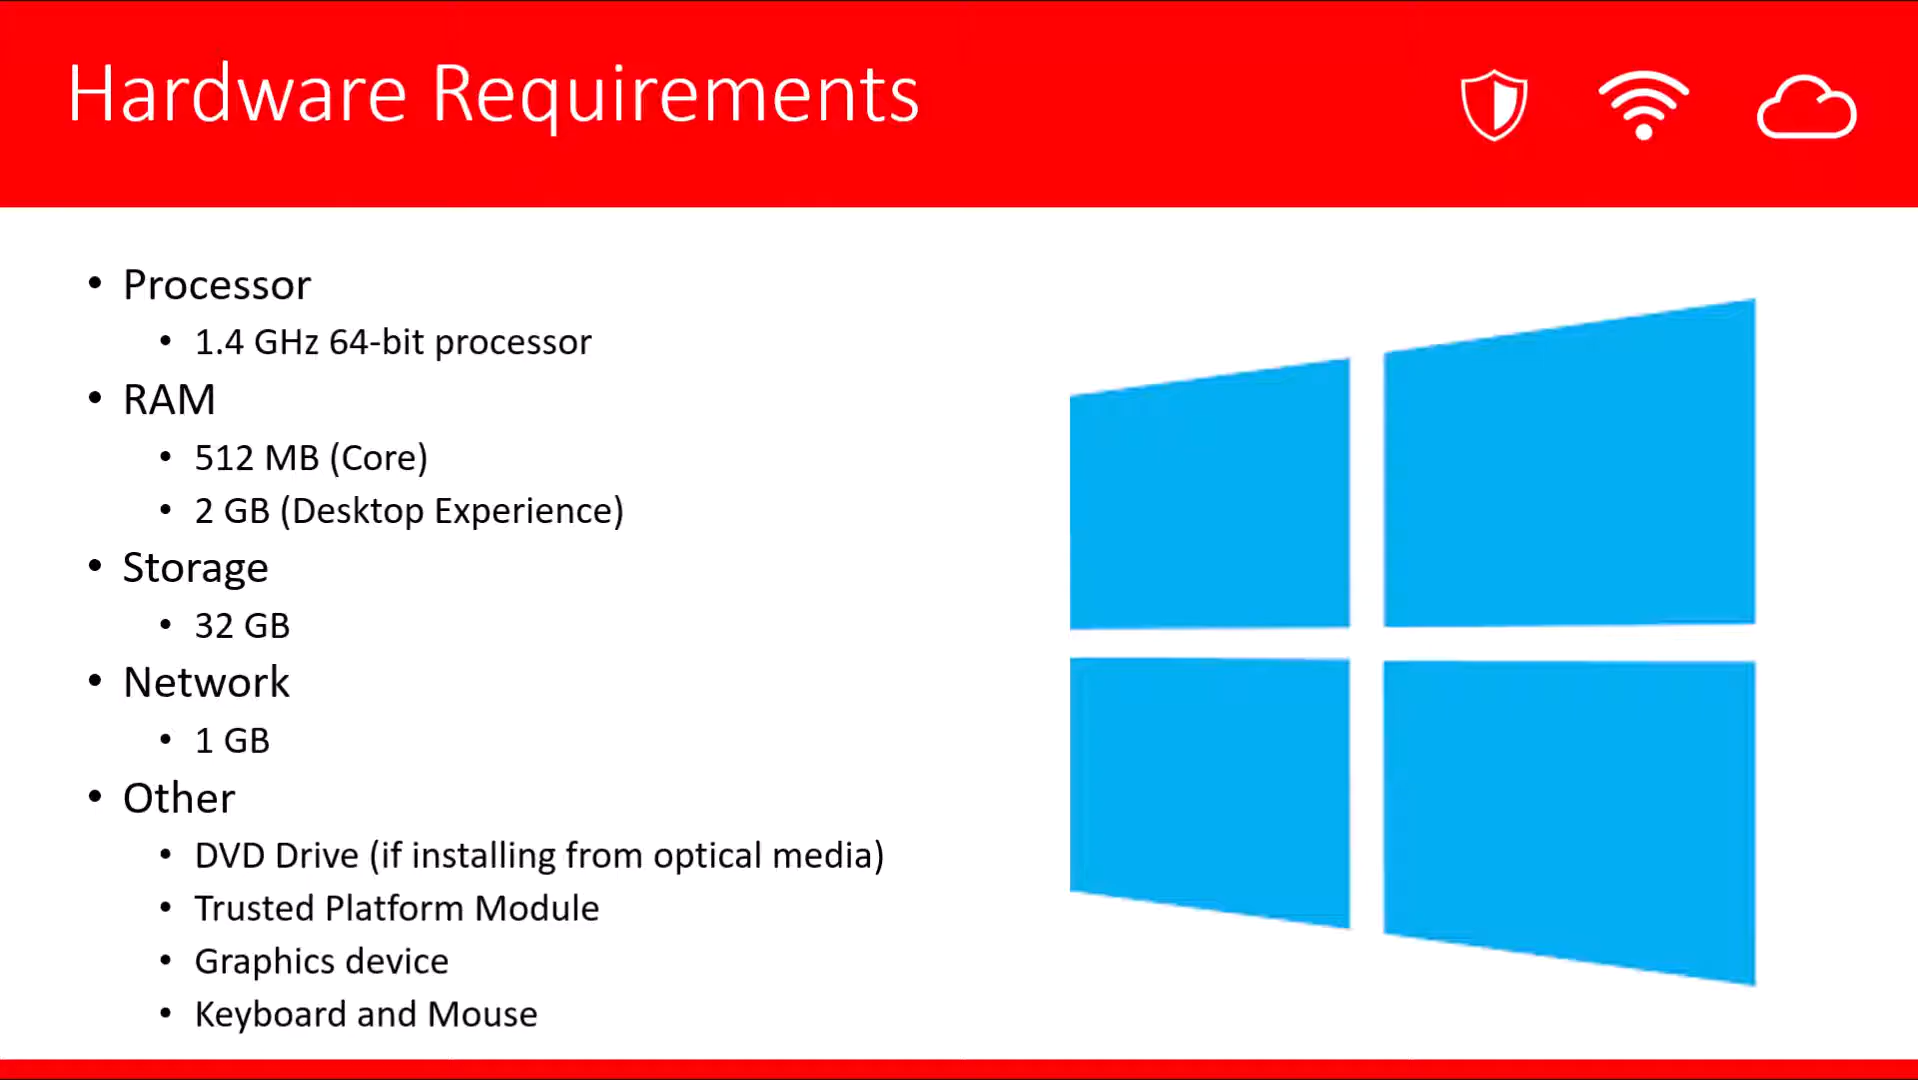 Hardware Requirements
• Processor
• 1.4 GHz 64-bit processor
• RAM
• 512 MB (Core)
• 2 GB (Desktop Experience)
• Storage
• 32 GB
• Network
• 1 GB
• Other
• DVD Drive (if installing from optical media)
• Trusted Platform Module
• Graphics device
• Keyboard and Mouse